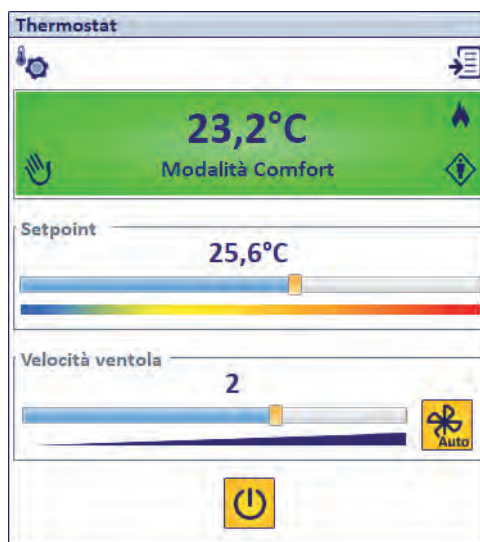 Thermostat
23,2°C
Modalità Comfort
Setpoint
25,6°C
Velocità ventola
2
Auto